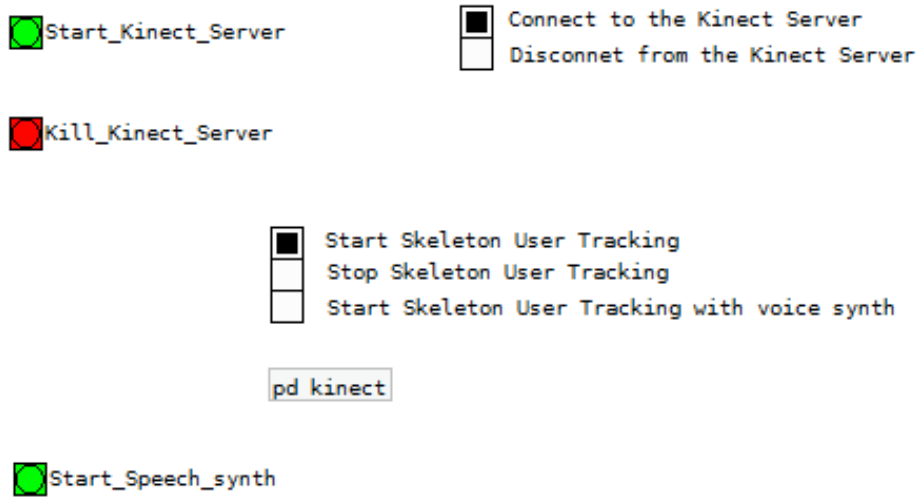 Start_Kinect_Server
Connect to the Kinect Server
Disconnet from the Kinect Server
Kill_Kinect_Server
Start Skeleton User Tracking
Stop Skeleton User Tracking
Start Skeleton User Tracking with voice synth
pd kinect
Start_Speech_synth